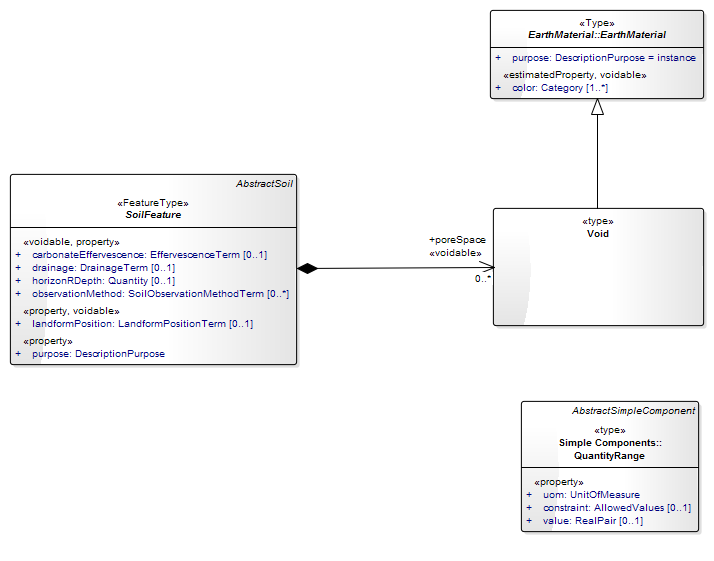 «Type»
EarthMaterial::EarthMaterial
+ purpose: DescriptionPurpose = instance
«estimatedProperty, voidable»
+ color: Category [1..*]
AbstractSoil
«FeatureType»
SoilFeature
«voidable, property»
+ carbonateEffervescence: EffervescenceTerm [0..1]
+ drainage: DrainageTerm [0..1]
+ horizonRDepth: Quantity [0..1]
+ observationMethod: SoilObservationMethodTerm [0..*]
«property, voidable»
+ landformPosition: LandformPositionTerm [0..1]
«property»
+ purpose: DescriptionPurpose
+poreSpace
«voidable»
0..*
«type»
Void
AbstractSimpleComponent
«type»
Simple Components::
QuantityRange
«property»
+ uom: UnitOfMeasure
+ constraint: AllowedValues [0..1]
+ value: RealPair [0..1]